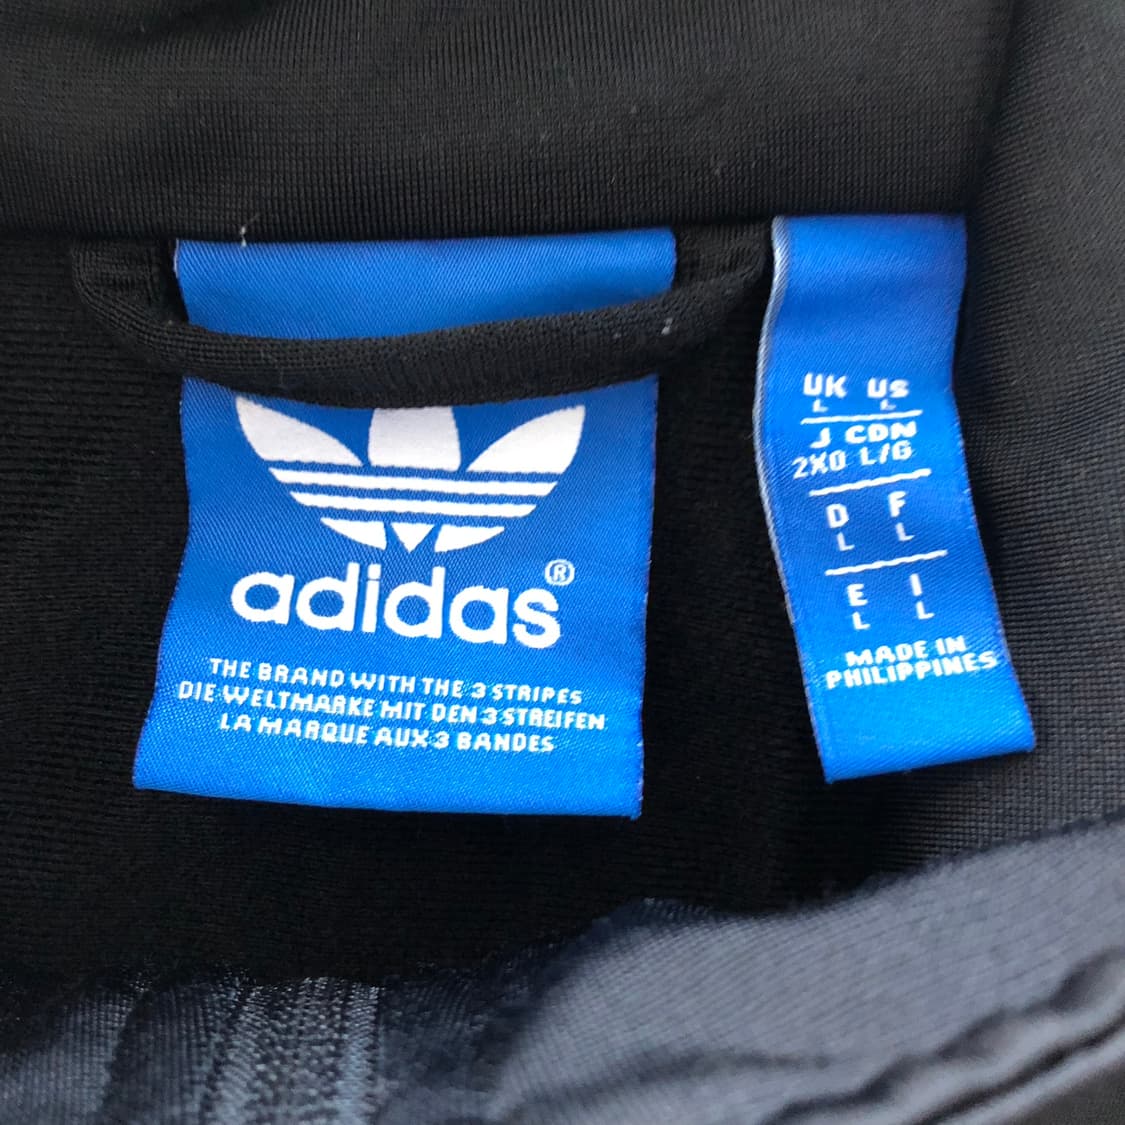 adidas®
THE BRAND WITH THE 3 STRIPES
DIE WELTMARKE MIT DEN 3 STREIFEN
LA MARQUE AUX 3 BANDES
UK US
L L
J CDN
2XO L/G
D F
L L
E I
L L
MADE IN
PHILIPPINES